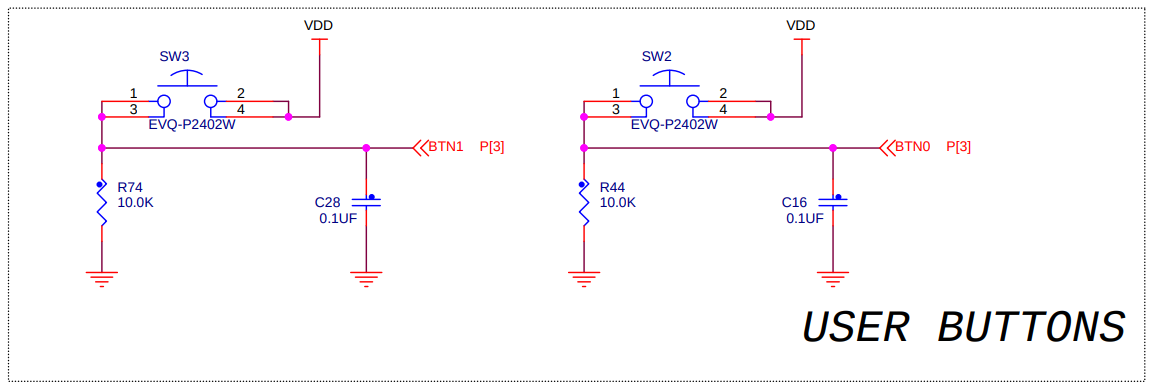 VDD
SW3
1
2
3
4
EVQ-P2402W
BTN1 P[3]
R74
10.0K
C28
0.1UF
VDD
SW2
1
2
3
4
EVQ-P2402W
BTN0 P[3]
R44
10.0K
C16
0.1UF
USER BUTTONS